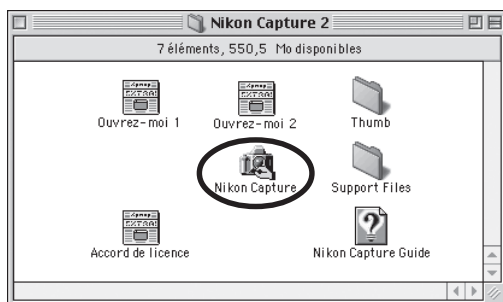 Nikon Capture 2
7 éléments, 550,5 Mo disponibles
Ouvrez-moi 1
Ouvrez-moi 2
Thumb
Nikon Capture
Support Files
Accord de licence
Nikon Capture Guide